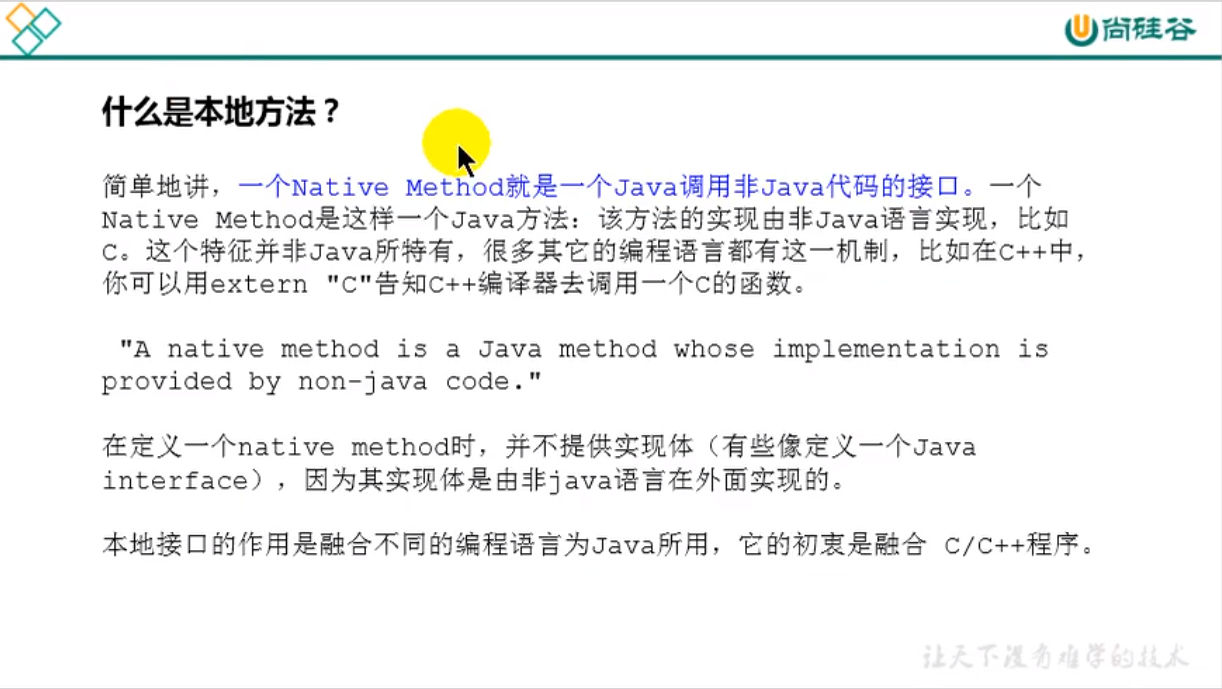 尚硅谷
什么是本地方法？
简单地讲，一个Native Method就是一个Java调用非Java代码的接口。一个
Native Method是这样一个Java方法：该方法的实现由非Java语言实现，比如
C。这个特征并非Java所特有，很多其它的编程语言都有这一机制，比如在C++中，
你可以用extern "C"告知C++编译器去调用一个C的函数。
"A native method is a Java method whose implementation is
provided by non-java code."
在定义一个native method时，并不提供实现体（有些像定义一个Java
interface），因为其实现体是由非java语言在外面实现的。
本地接口的作用是融合不同的编程语言为Java所用，它的初衷是融合 C/C++程序。
让天下没有难学的技术